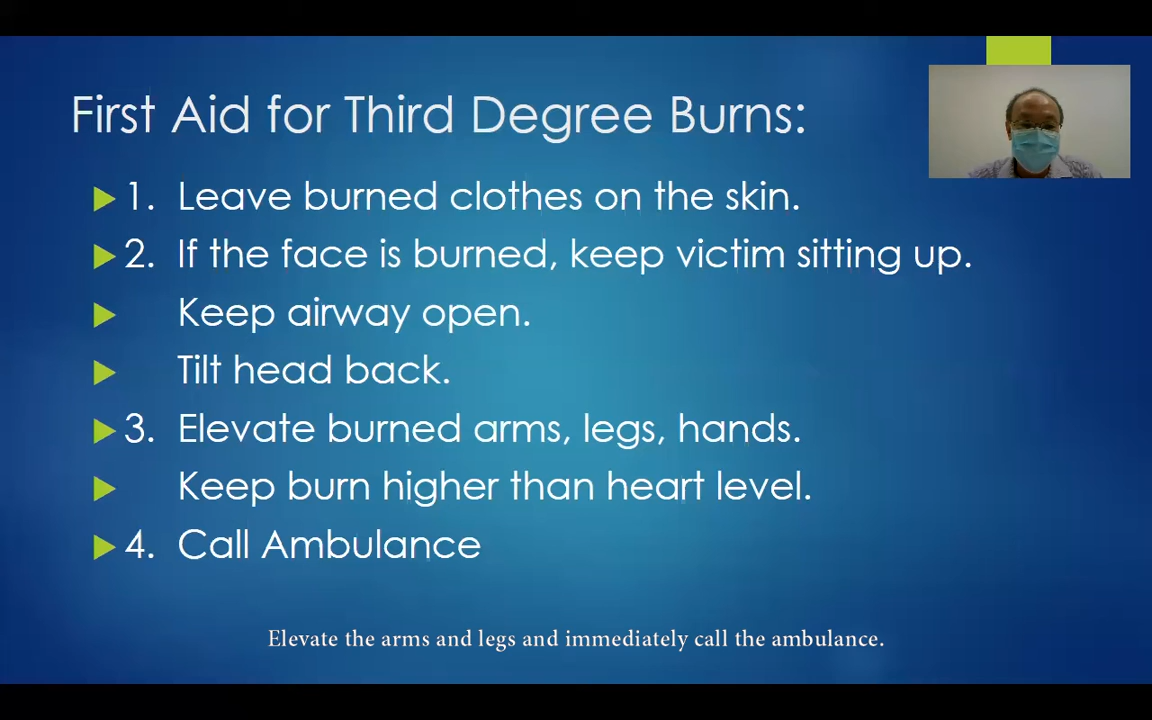 First Aid for Third Degree Burns:
1. Leave burned clothes on the skin.
2. If the face is burned, keep victim sitting up.
Keep airway open.
Tilt head back.
3. Elevate burned arms, legs, hands.
Keep burn higher than heart level.
4. Call Ambulance
Elevate the arms and legs and immediately call the ambulance.